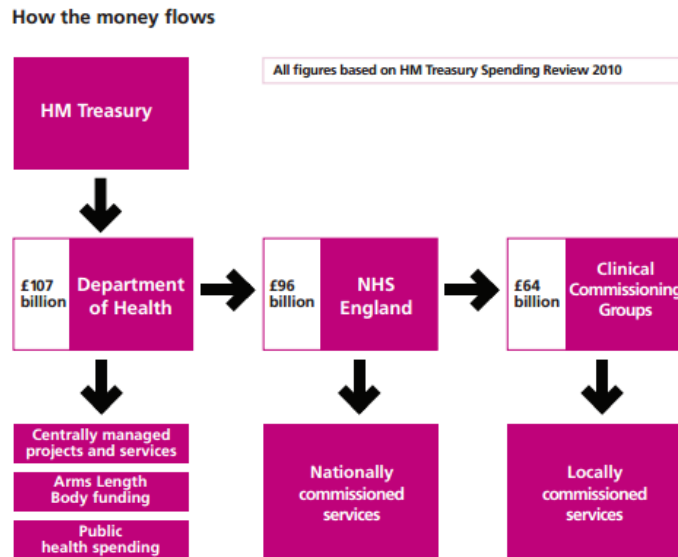 How the money flows
All figures based on HM Treasury Spending Review 2010
HM Treasury
£107
billion
Department
of Health
£96
billion
NHS
England
£64
billion
Clinical
Commissioning
Groups
Centrally managed
projects and services
Arms Length
Body funding
Public
health spending
Nationally
commissioned
services
Locally
commissioned
services